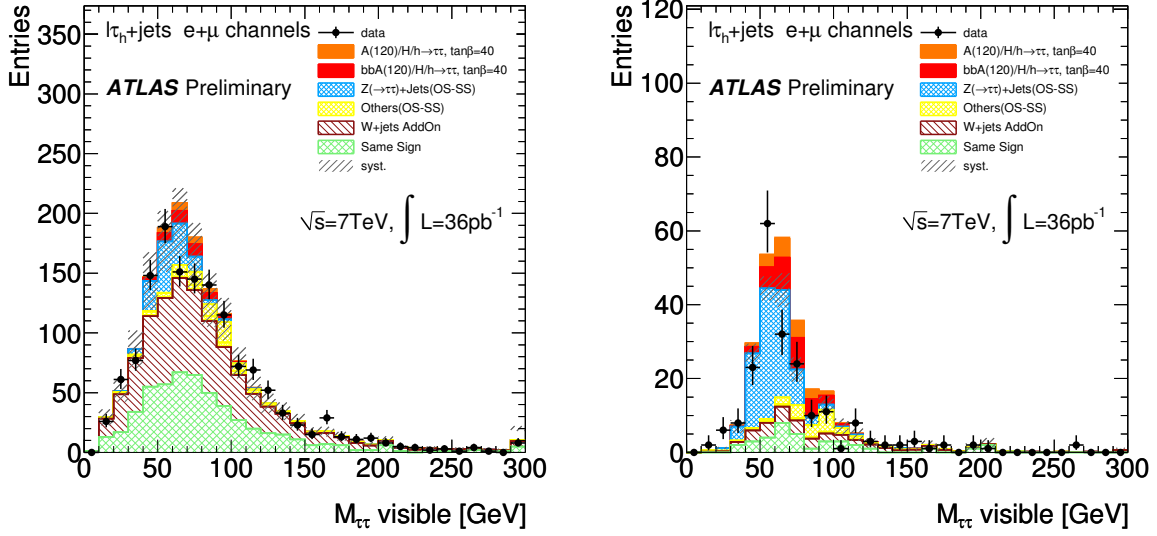 Entries
lτh+jets e+μ channels
ATLAS Preliminary
data
A(120)/H/h→ττ, tanβ=40
bbA(120)/H/h→ττ, tanβ=40
Z(→ττ)+Jets(OS-SS)
Others(OS-SS)
W+jets AddOn
Same Sign
syst.
√s=7TeV, ∫ L=36pb⁻¹
350
300
250
200
150
100
50
0
0 50 100 150 200 250 300
Mττ visible [GeV]
Entries
lτh+jets e+μ channels
ATLAS Preliminary
data
A(120)/H/h→ττ, tanβ=40
bbA(120)/H/h→ττ, tanβ=40
Z(→ττ)+Jets(OS-SS)
Others(OS-SS)
W+jets AddOn
Same Sign
syst.
√s=7TeV, ∫ L=36pb⁻¹
120
100
80
60
40
20
0
0 50 100 150 200 250 300
Mττ visible [GeV]